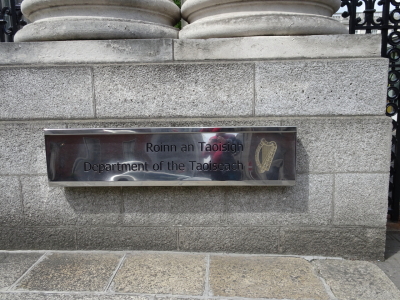 Roinn an Taoisigh
Department of the Taoiseach